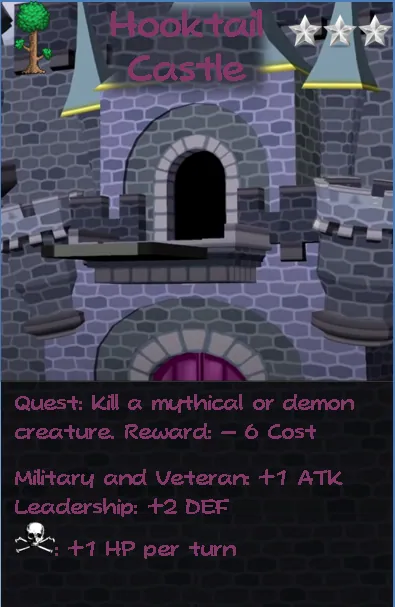 Hooktail
Castle
Quest: Kill a mythical or demon
creature. Reward: – 6 Cost
Military and Veteran: +1 ATK
Leadership: +2 DEF
: +1 HP per turn